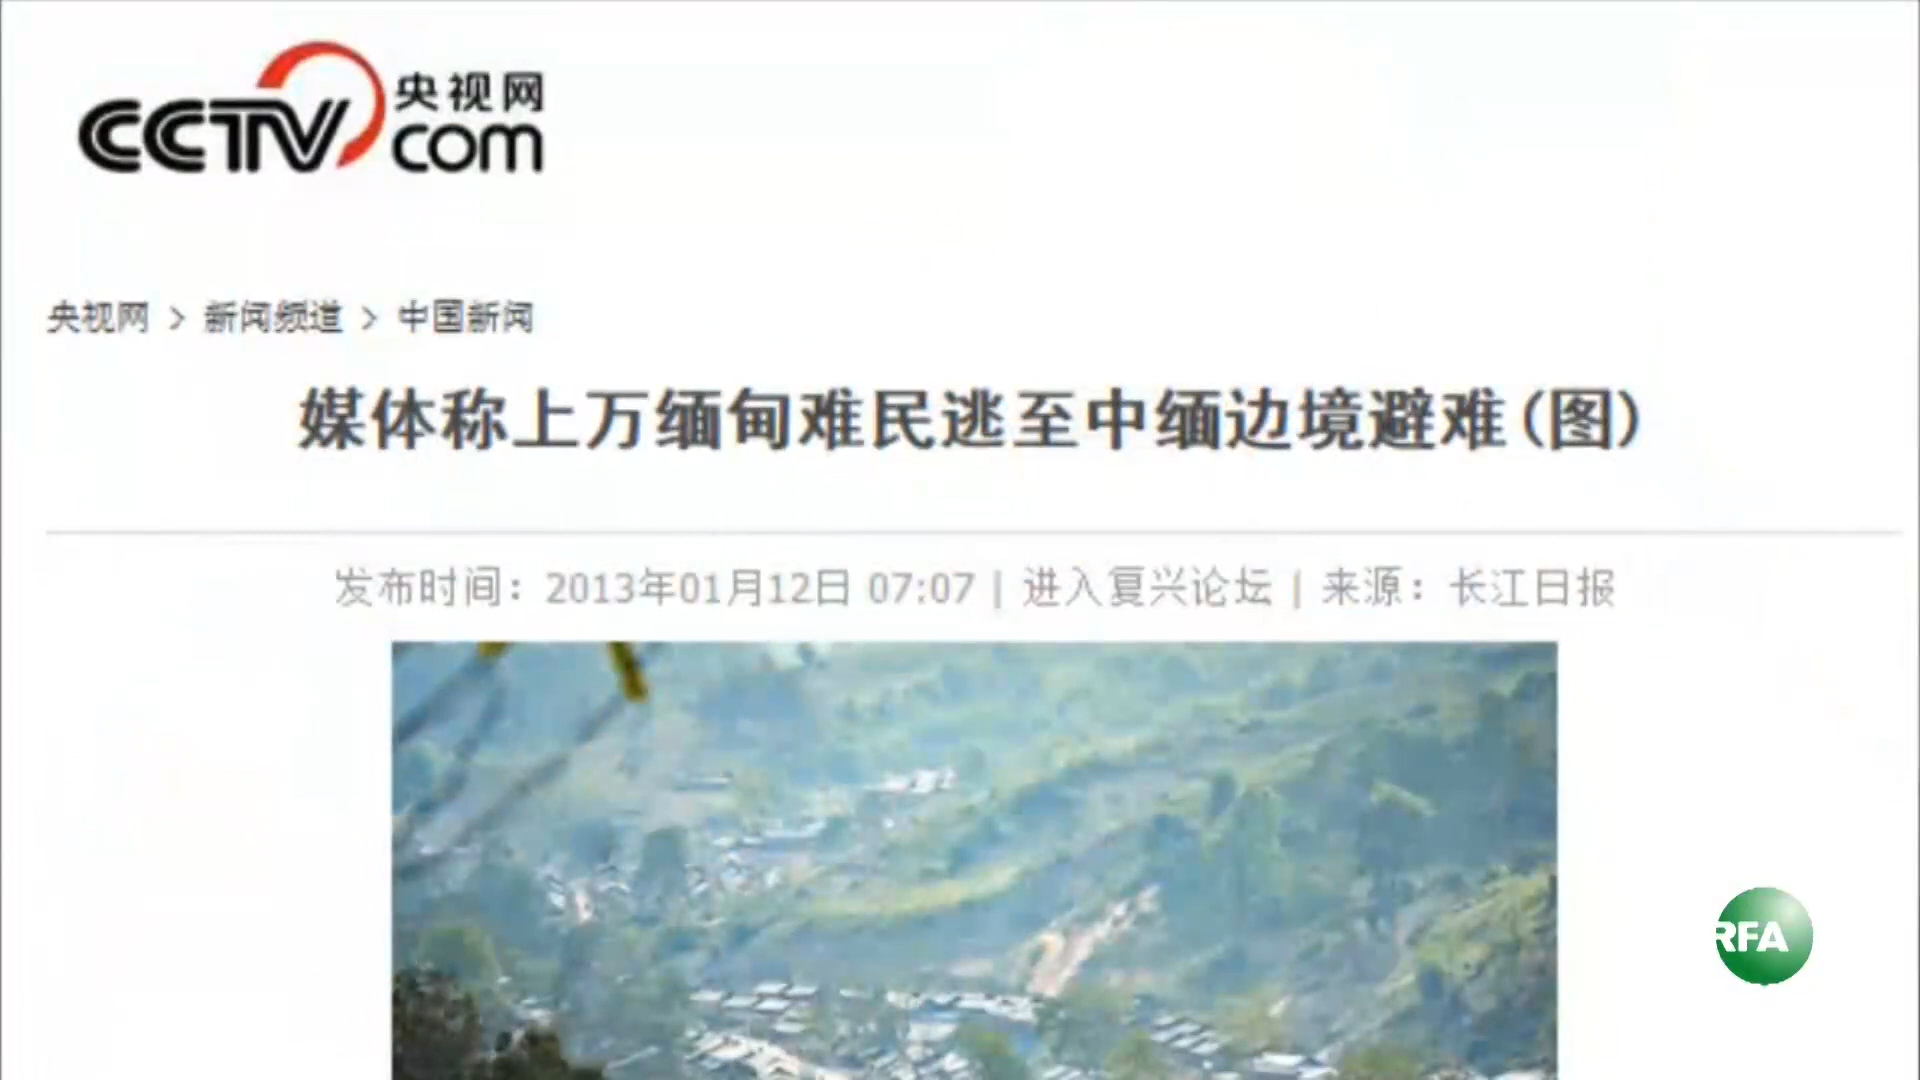 CCTV 央视网
com
央视网 > 新闻频道 > 中国新闻
媒体称上万缅甸难民逃至中缅边境避难(图)
发布时间：2013年01月12日 07:07 | 进入复兴论坛 | 来源：长江日报
RFA